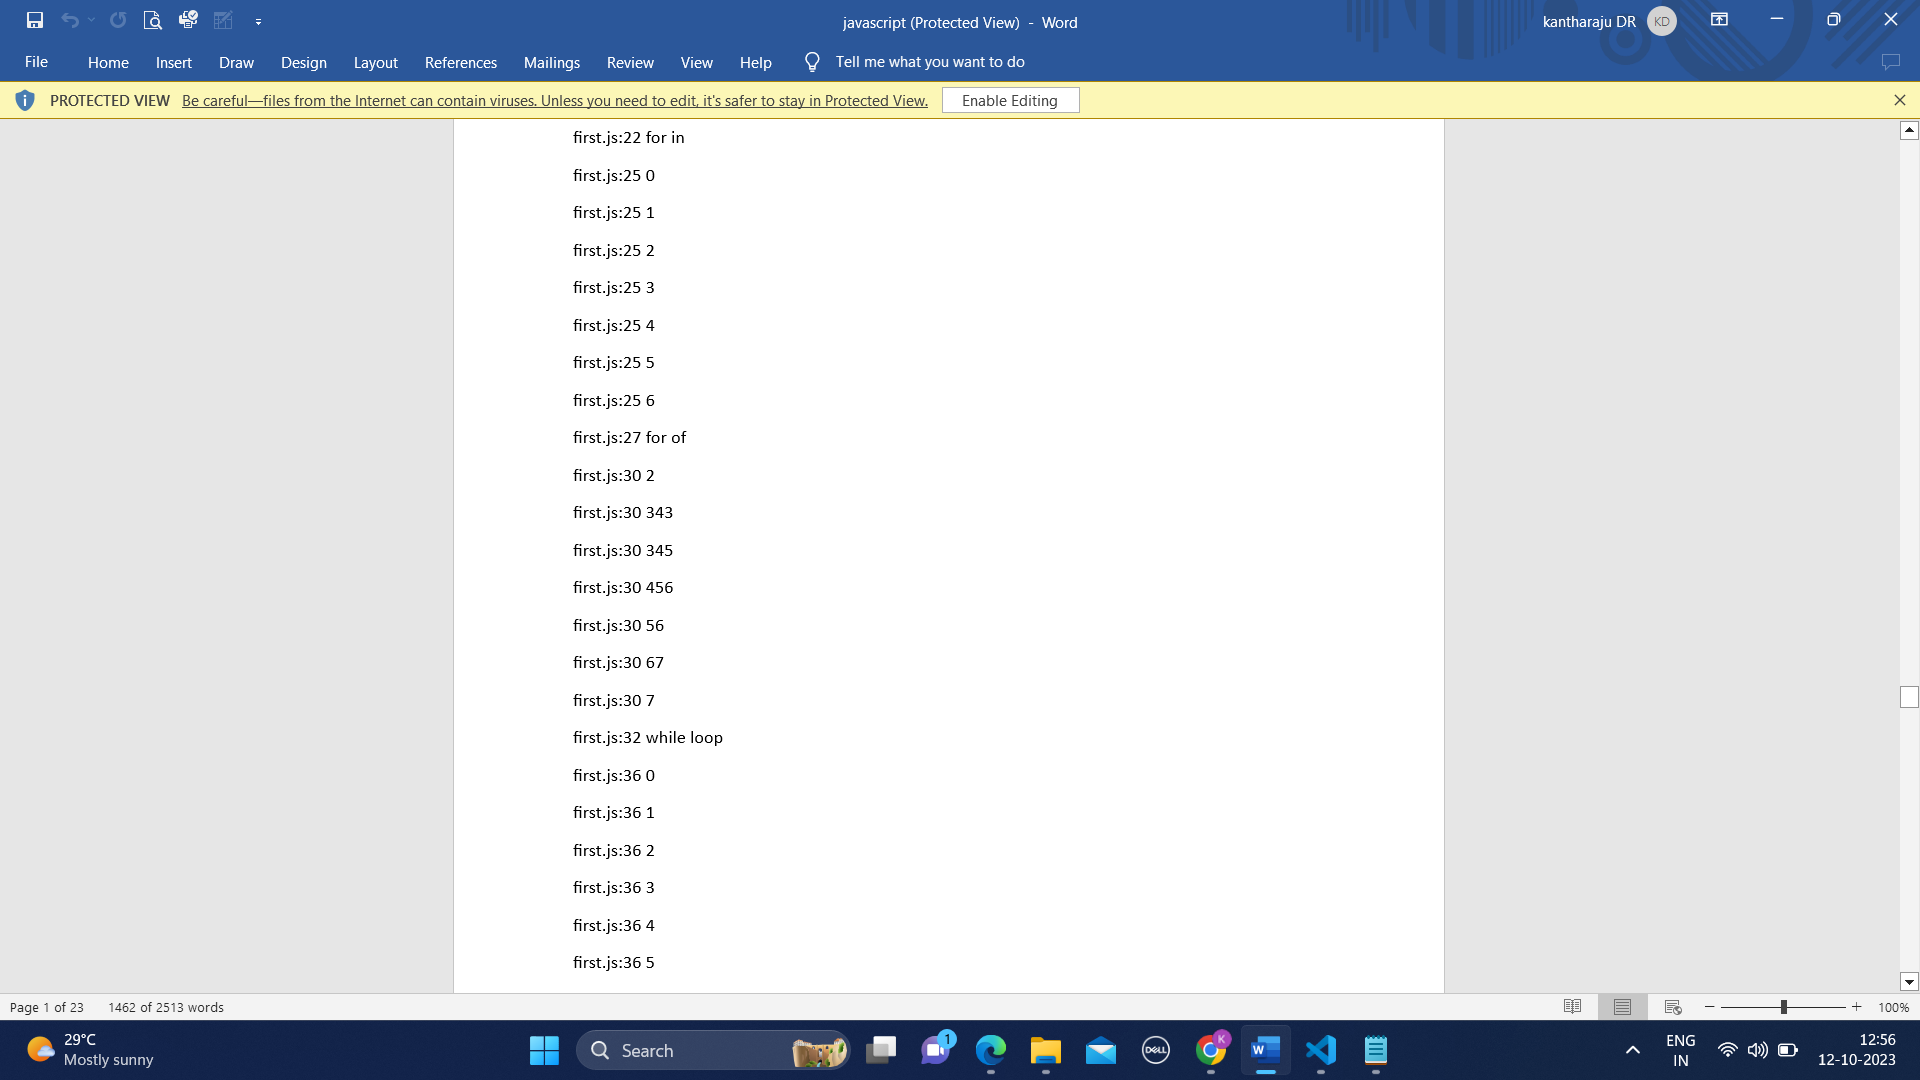 javascript (Protected View) - Word
kantharaju DR
KD
File
Home
Insert
Draw
Design
Layout
References
Mailings
Review
View
Help
Tell me what you want to do
PROTECTED VIEW Be careful—files from the Internet can contain viruses. Unless you need to edit, it's safer to stay in Protected View.
Enable Editing
first.js:22 for in
first.js:25 0
first.js:25 1
first.js:25 2
first.js:25 3
first.js:25 4
first.js:25 5
first.js:25 6
first.js:27 for of
first.js:30 2
first.js:30 343
first.js:30 345
first.js:30 456
first.js:30 56
first.js:30 67
first.js:30 7
first.js:32 while loop
first.js:36 0
first.js:36 1
first.js:36 2
first.js:36 3
first.js:36 4
first.js:36 5
Page 1 of 23
1462 of 2513 words
100%
29°C
Mostly sunny
Search
1
DELL
K
W
ENG
IN
12:56
12-10-2023